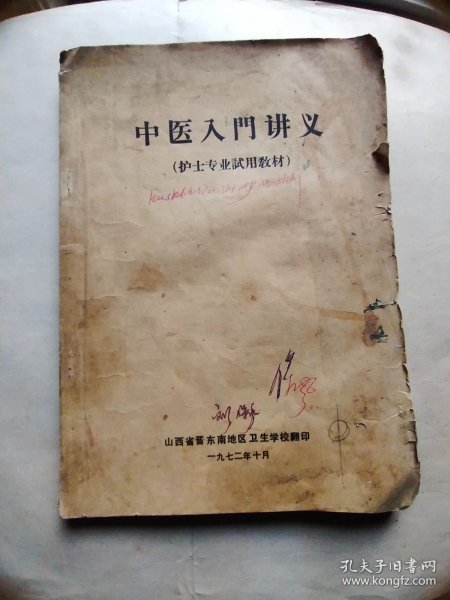 中医入門讲义
（护士专业試用教材）
山西省晋东南地区卫生学校翻印
一九七二年十月
孔夫子旧书网
www.kongfz.com